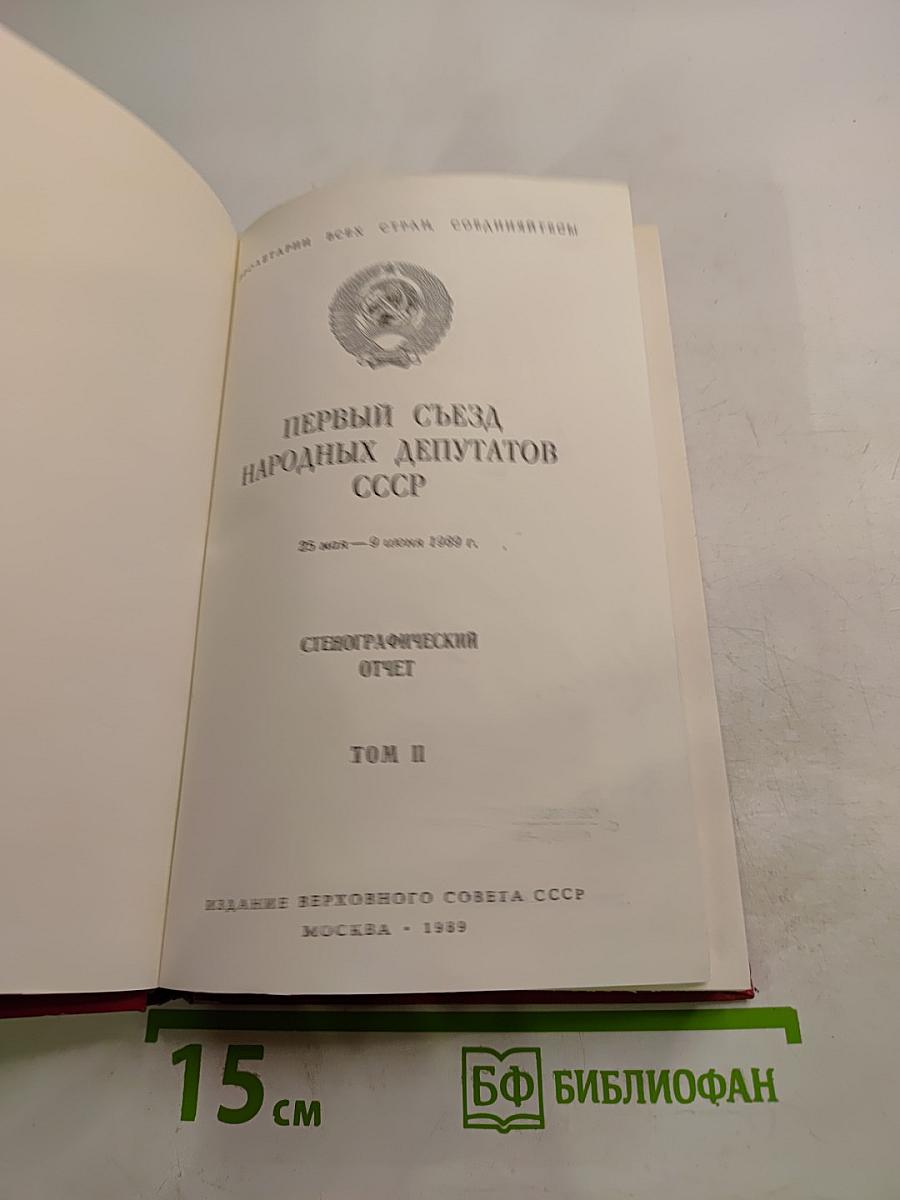 ПРОЛЕТАРИИ ВСЕХ СТРАН, СОЕДИНЯЙТЕСЬ!
ПЕРВЫЙ СЪЕЗД
НАРОДНЫХ ДЕПУТАТОВ
СССР
25 мая — 9 июня 1989 г.
СТЕНОГРАФИЧЕСКИЙ
ОТЧЕТ
ТОМ II
ИЗДАНИЕ ВЕРХОВНОГО СОВЕТА СССР
МОСКВА • 1989
15 см
БФ БИБЛИОФАН